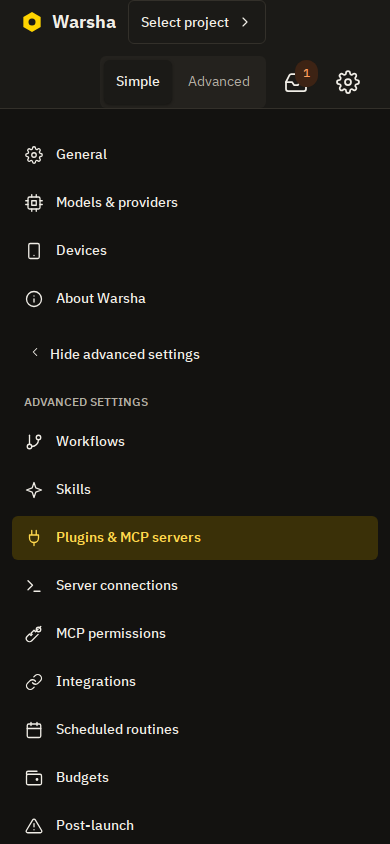 Warsha
Select project
Simple
Advanced
1
General
Models & providers
Devices
About Warsha
Hide advanced settings
ADVANCED SETTINGS
Workflows
Skills
Plugins & MCP servers
Server connections
MCP permissions
Integrations
Scheduled routines
Budgets
Post-launch